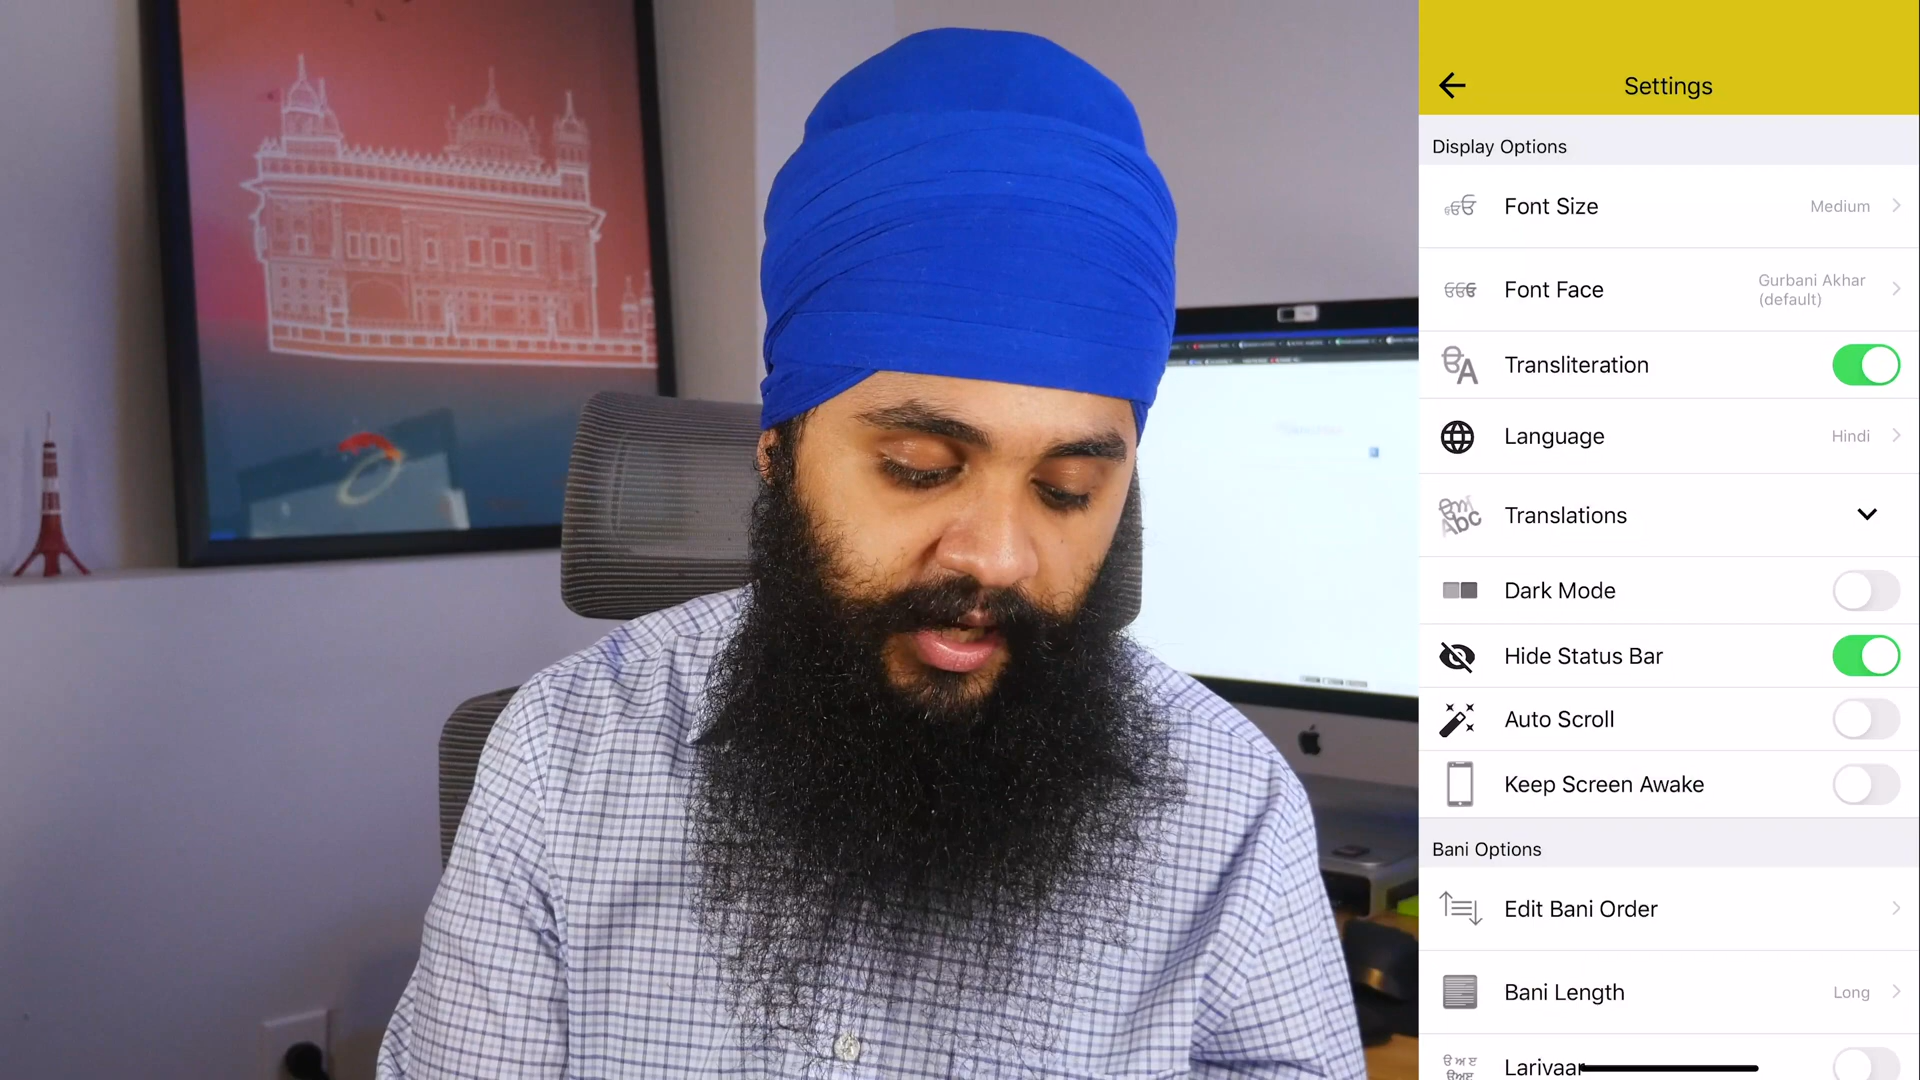 Settings
Display Options
Font Size
Medium
Font Face
Gurbani Akhar
(default)
Transliteration
Language
Hindi
Translations
Dark Mode
Hide Status Bar
Auto Scroll
Keep Screen Awake
Bani Options
Edit Bani Order
Bani Length
Long
Larivaar